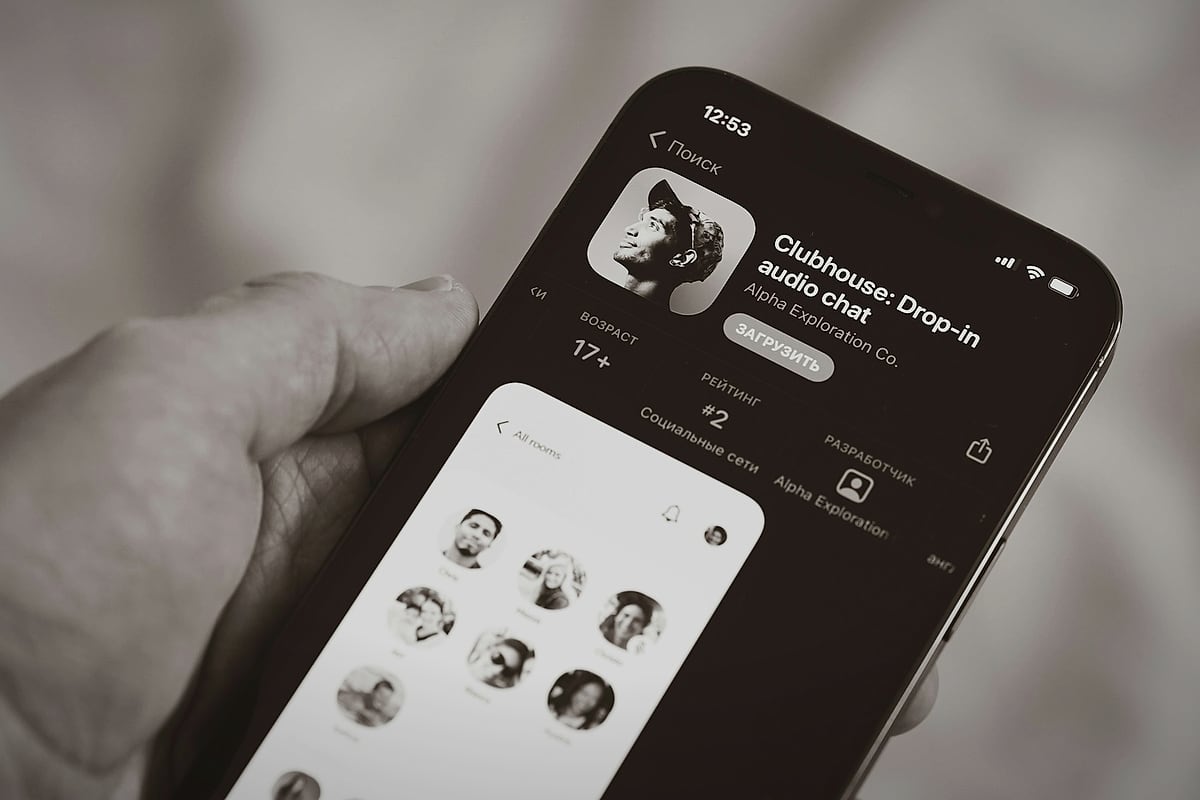 12:53
Поиск
Clubhouse: Drop-in
audio chat
Alpha Exploration Co.
ЗАГРУЗИТЬ
ки
ВОЗРАСТ
17+
РЕЙТИНГ
#2
Социальные сети
РАЗРАБОТЧИК
Alpha Exploration
All rooms